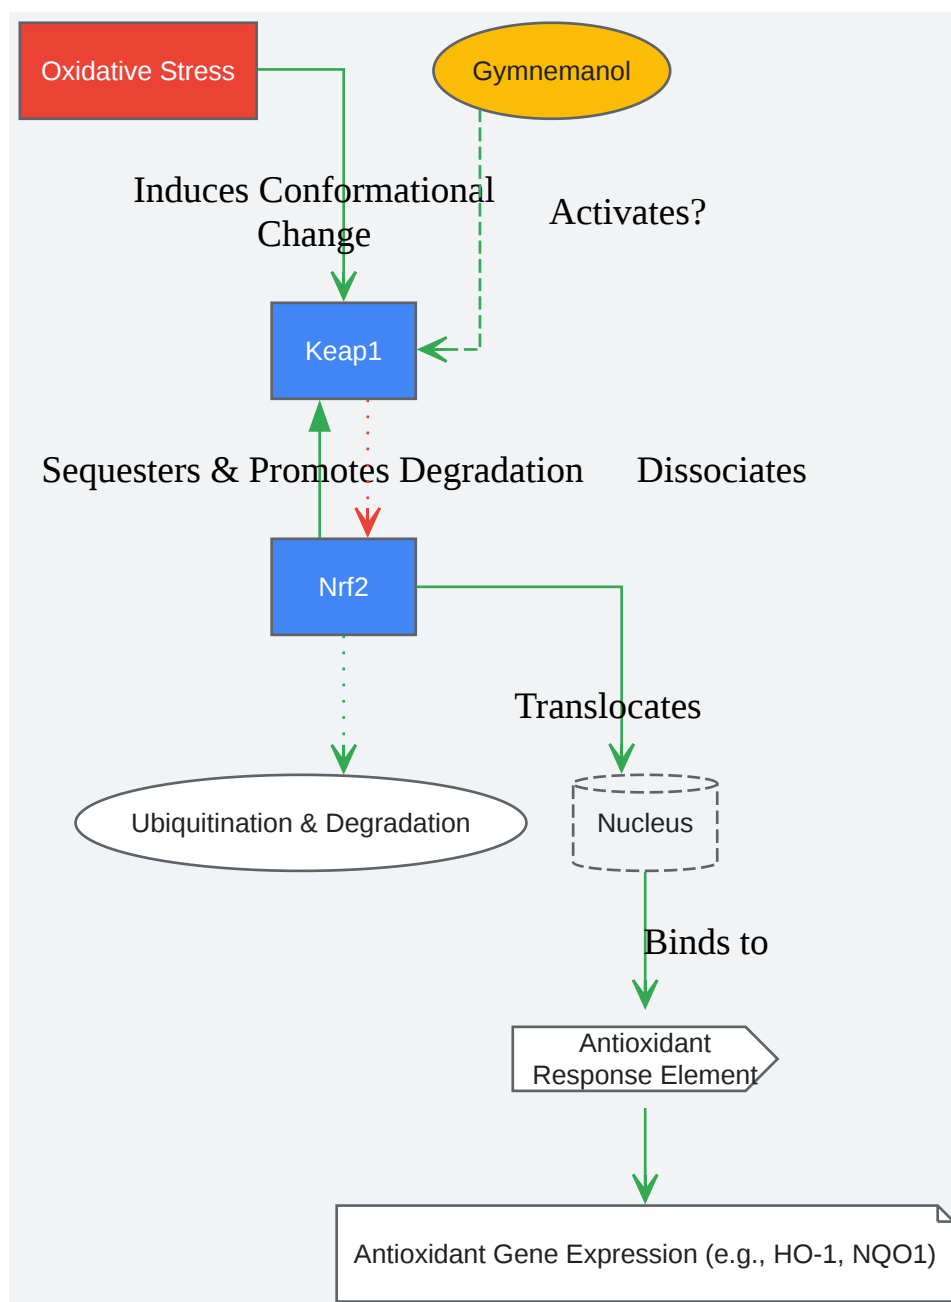 Oxidative Stress
Gymnemanol
Induces Conformational
Change
Activates?
Keap1
Sequesters & Promotes Degradation
Dissociates
Nrf2
Translocates
Ubiquitination & Degradation
Nucleus
Binds to
Antioxidant
Response Element
Antioxidant Gene Expression (e.g., HO-1, NQO1)